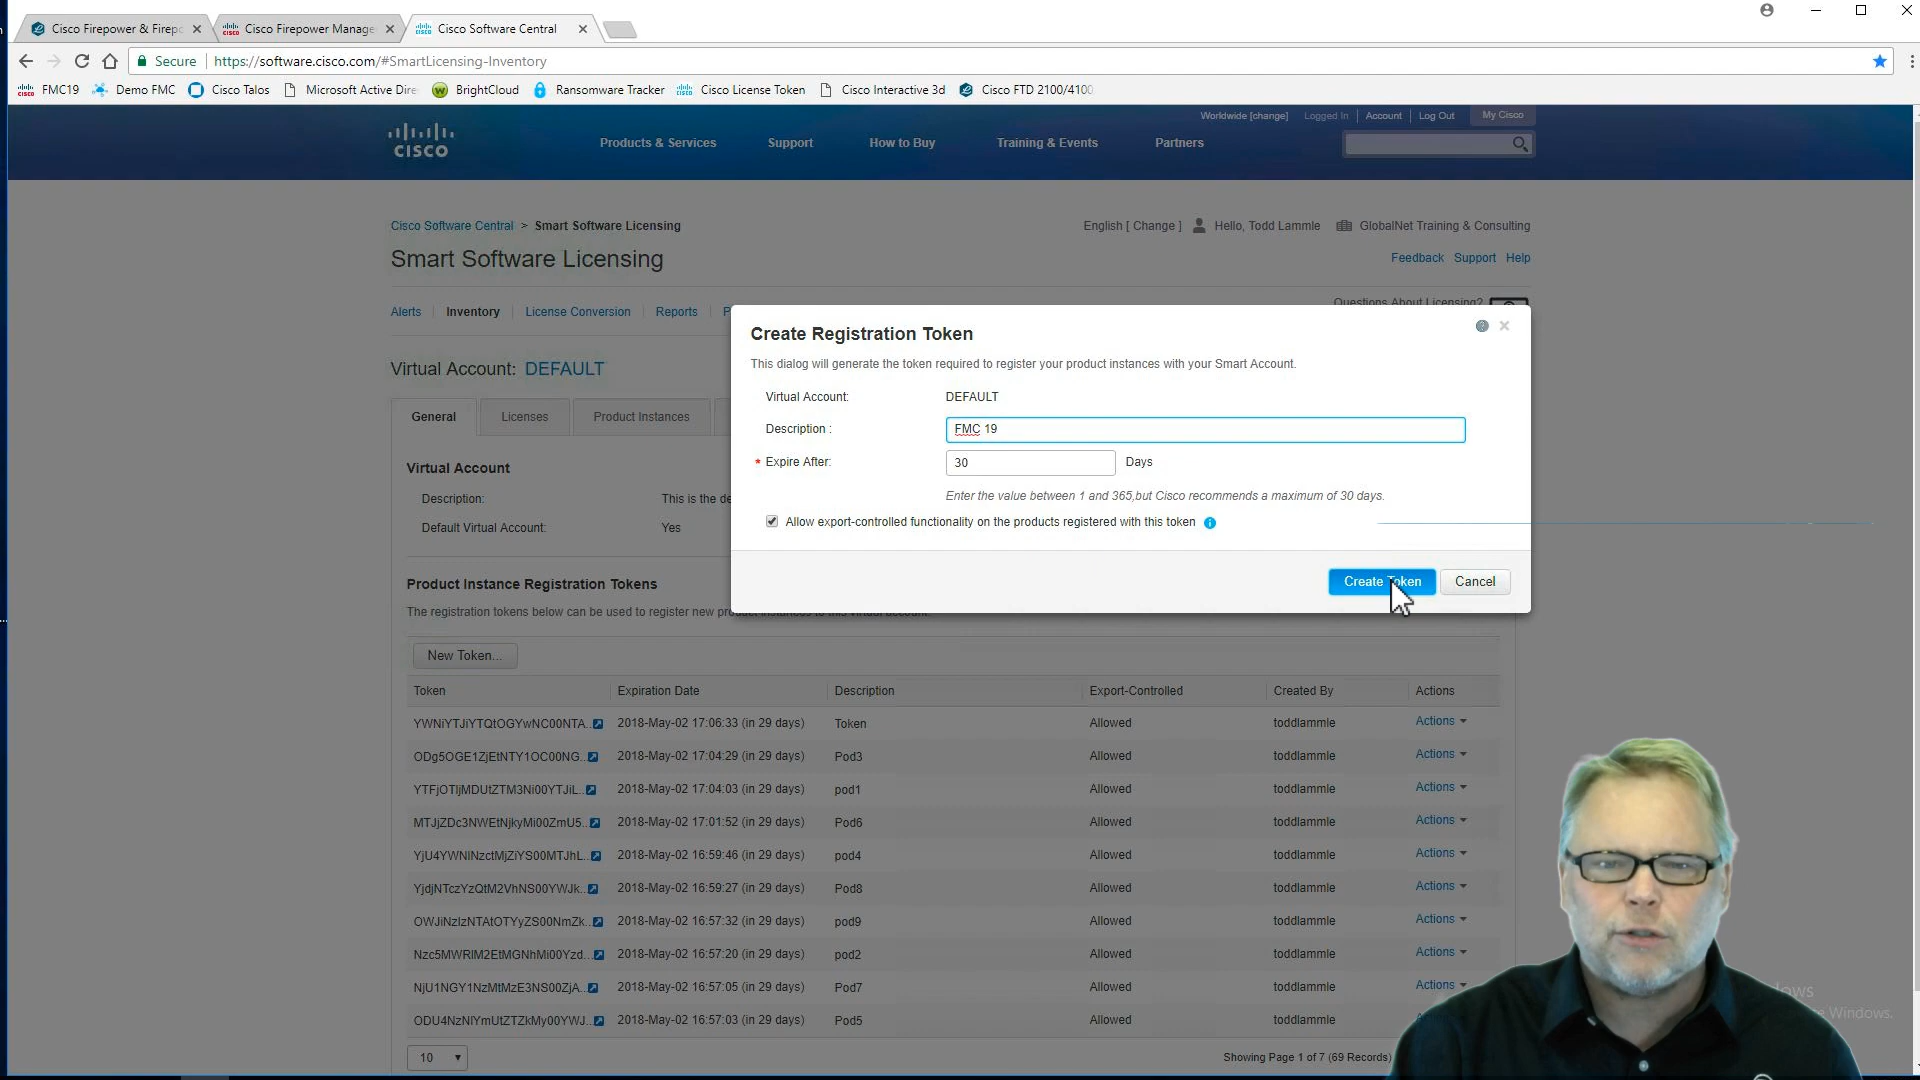 Cisco Firepower & Firep
Cisco Firepower Manage
Cisco Software Central
Secure
https://software.cisco.com/#SmartLicensing-Inventory
FMC19
Demo FMC
Cisco Talos
Microsoft Active Dire
BrightCloud
Ransomware Tracker
Cisco License Token
Cisco Interactive 3d
Cisco FTD 2100/4100
Worldwide [change]
Logged In
Account
Log Out
My Cisco
CISCO
Products & Services
Support
How to Buy
Training & Events
Partners
Cisco Software Central > Smart Software Licensing
English [ Change ]
Hello, Todd Lammle
GlobalNet Training & Consulting
Smart Software Licensing
Feedback Support Help
Questions About Licensing?
Alerts
Inventory
License Conversion
Reports
Create Registration Token
This dialog will generate the token required to register your product instances with your Smart Account.
Virtual Account: DEFAULT
Description : FMC 19
* Expire After: 30 Days
Enter the value between 1 and 365,but Cisco recommends a maximum of 30 days.
Allow export-controlled functionality on the products registered with this token
Create Token
Cancel
Virtual Account: DEFAULT
General
Licenses
Product Instances
Virtual Account
Description: This is the de
Default Virtual Account: Yes
Product Instance Registration Tokens
The registration tokens below can be used to register new product instances to this virtual account.
New Token...
Token Expiration Date Description Export-Controlled Created By Actions
YWNiYTJiYTQtOGYwNC00NTA.. 2018-May-02 17:06:33 (in 29 days) Token Allowed toddlammle Actions
ODg5OGE1ZjEtNTY1OC00NG.. 2018-May-02 17:04:29 (in 29 days) Pod3 Allowed toddlammle Actions
YTFjOTljMDUtZTM3Ni00YTJiL.. 2018-May-02 17:04:03 (in 29 days) pod1 Allowed toddlammle Actions
MTJjZDc3NWEtNjkyMi00ZmU5.. 2018-May-02 17:01:52 (in 29 days) Pod6 Allowed toddlammle Actions
YjU4YWNlNzctMjZiYS00MTJhL.. 2018-May-02 16:59:46 (in 29 days) pod4 Allowed toddlammle Actions
YjdjNTczYzQtM2VhNS00YWJk.. 2018-May-02 16:59:27 (in 29 days) Pod8 Allowed toddlammle Actions
OWJiNzIzNTAtOTYyZS00NmZk.. 2018-May-02 16:57:32 (in 29 days) pod9 Allowed toddlammle Actions
Nzc5MWRlM2EtMGNhMi00Yzd.. 2018-May-02 16:57:20 (in 29 days) pod2 Allowed toddlammle Actions
NjU1NGY1NzMtMzE3NS00ZjA.. 2018-May-02 16:57:05 (in 29 days) Pod7 Allowed toddlammle Actions
ODU4NzNlYmUtZTZkMy00YWJ.. 2018-May-02 16:57:03 (in 29 days) Pod5 Allowed toddlammle
10
Showing Page 1 of 7 (69 Records)
Windows.